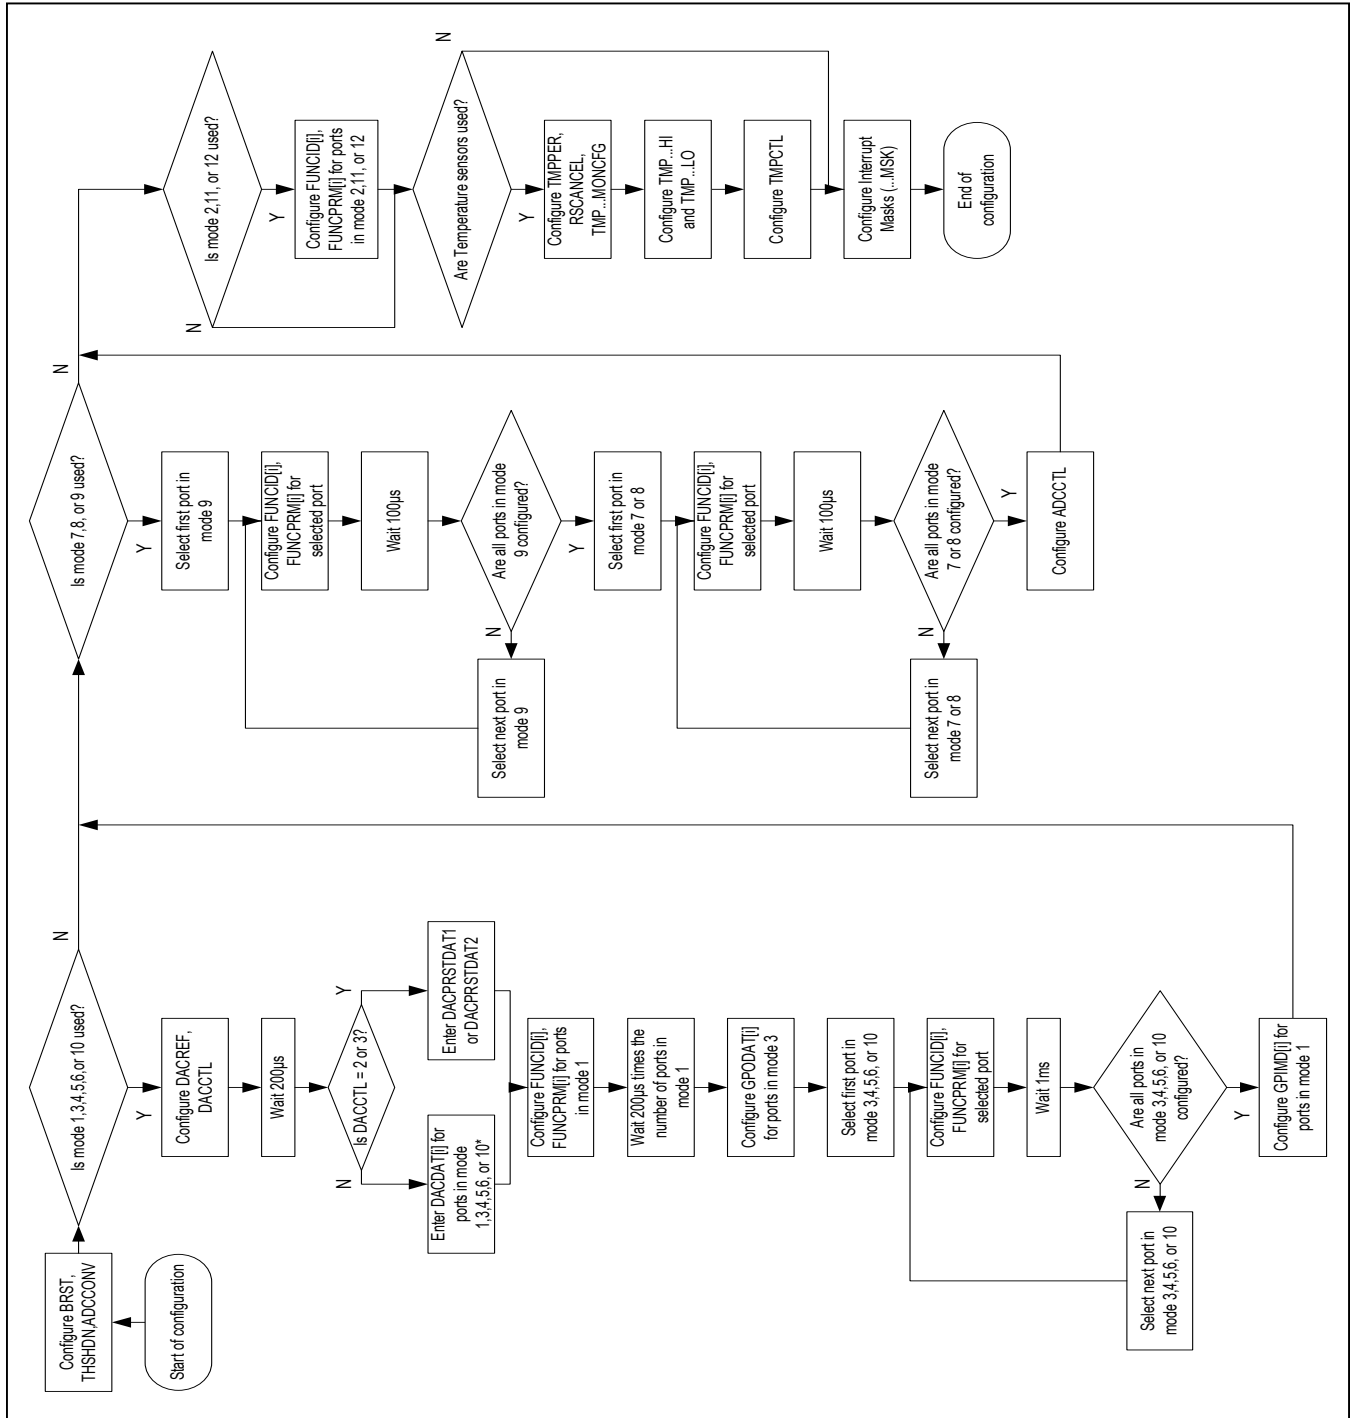 Start of configuration
Configure BRST,
THSHDN,ADCCONV
Is mode 1,3,4,5,6,or 10 used?
N
Y
Configure DACREF,
DACCTL
Wait 200µs
Is DACCTL = 2 or 3?
N
Y
Enter DACDAT[i] for
ports in mode
1,3,4,5,6, or 10*
Enter DACPRSTDAT1
or DACPRSTDAT2
Configure FUNCID[i],
FUNCPRM[i] for ports
in mode 1
Wait 200µs times the
number of ports in
mode 1
Configure GPODAT[i]
for ports in mode 3
Select first port in
mode 3,4,5,6, or 10
Configure FUNCID[i],
FUNCPRM[i] for
selected port
Wait 1ms
Are all ports in
mode 3,4,5,6, or 10
configured?
N
Y
Select next port in
mode 3,4,5,6, or 10
Configure GPIMD[i] for
ports in mode 1
Is mode 7,8, or 9 used?
N
Y
Select first port in
mode 9
Configure FUNCID[i],
FUNCPRM[i] for
selected port
Wait 100µs
Are all ports in mode
9 configured?
N
Y
Select next port in
mode 9
Select first port in
mode 7 or 8
Configure FUNCID[i],
FUNCPRM[i] for
selected port
Wait 100µs
Are all ports in mode
7 or 8 configured?
N
Y
Select next port in
mode 7 or 8
Configure ADCCTL
Is mode 2,11, or 12 used?
N
Y
Configure FUNCID[i],
FUNCPRM[i] for ports
in mode 2,11, or 12
Are Temperature sensors used?
N
Y
Configure TMPPER,
RSCANCEL,
TMP...MONCFG
Configure TMP...HI
and TMP...LO
Configure TMPCTL
Configure Interrupt
Masks (...MSK)
End of
configuration